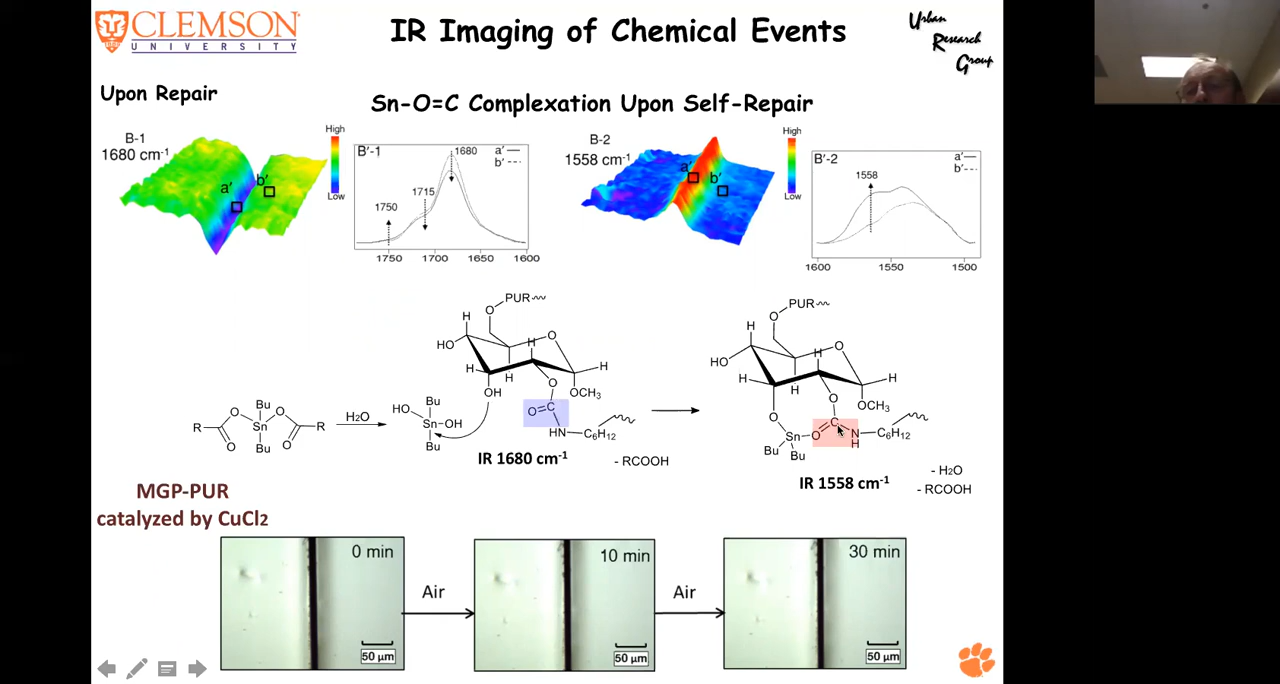 CLEMSON
UNIVERSITY
IR Imaging of Chemical Events
Urban
Research
Group
Upon Repair
Sn-O=C Complexation Upon Self-Repair
B-1
1680 cm-1
a'
b'
High
Low
B'-1
1680
a'
b'
1715
1750
1750 1700 1650 1600
B-2
1558 cm-1
a'
b'
High
Low
B'-2
a'
b'
1558
1600 1550 1500
R O O Sn Bu Bu O O R
H2O
HO Bu Sn-OH Bu
PUR
O
H
HO
H
H
OH
H
O
H
O
OCH3
O=C
HN C6H12
IR 1680 cm-1
- RCOOH
PUR
O
H
HO
H
H
O
H
O
H
O
OCH3
Sn O C N H C6H12
Bu Bu
IR 1558 cm-1
- H2O
- RCOOH
MGP-PUR
catalyzed by CuCl2
0 min
50 µm
Air
10 min
50 µm
Air
30 min
50 µm